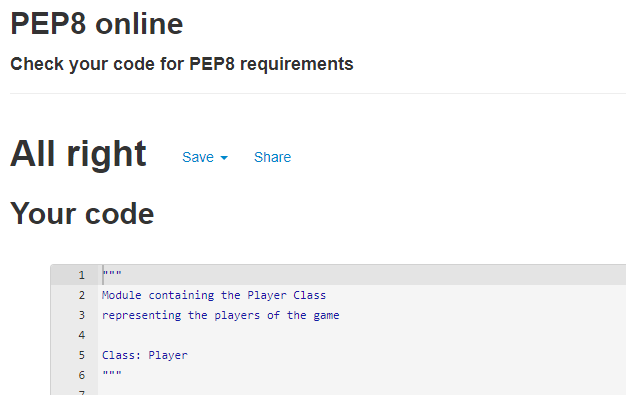 PEP8 online
Check your code for PEP8 requirements
All right Save Share
Your code
1 """
2 Module containing the Player Class
3 representing the players of the game
4
5 Class: Player
6 """
7